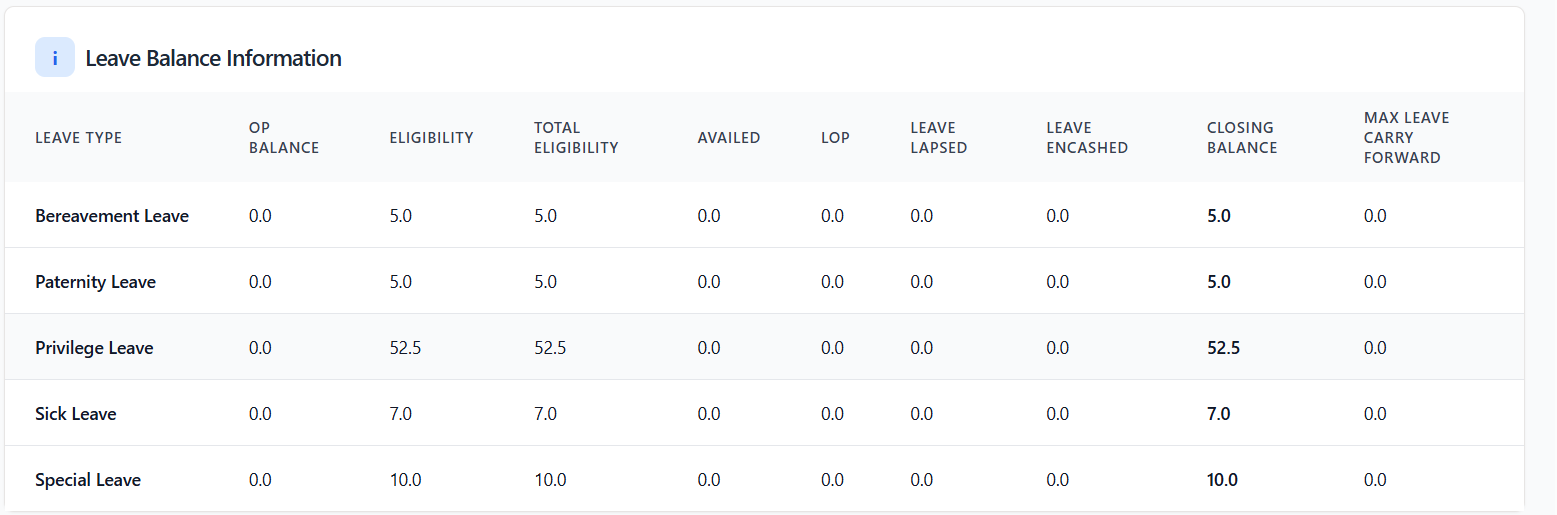 i Leave Balance Information
LEAVE TYPE OP BALANCE ELIGIBILITY TOTAL ELIGIBILITY AVAILED LOP LEAVE LAPSED LEAVE ENCASHED CLOSING BALANCE MAX LEAVE CARRY FORWARD
Bereavement Leave 0.0 5.0 5.0 0.0 0.0 0.0 0.0 5.0 0.0
Paternity Leave 0.0 5.0 5.0 0.0 0.0 0.0 0.0 5.0 0.0
Privilege Leave 0.0 52.5 52.5 0.0 0.0 0.0 0.0 52.5 0.0
Sick Leave 0.0 7.0 7.0 0.0 0.0 0.0 0.0 7.0 0.0
Special Leave 0.0 10.0 10.0 0.0 0.0 0.0 0.0 10.0 0.0